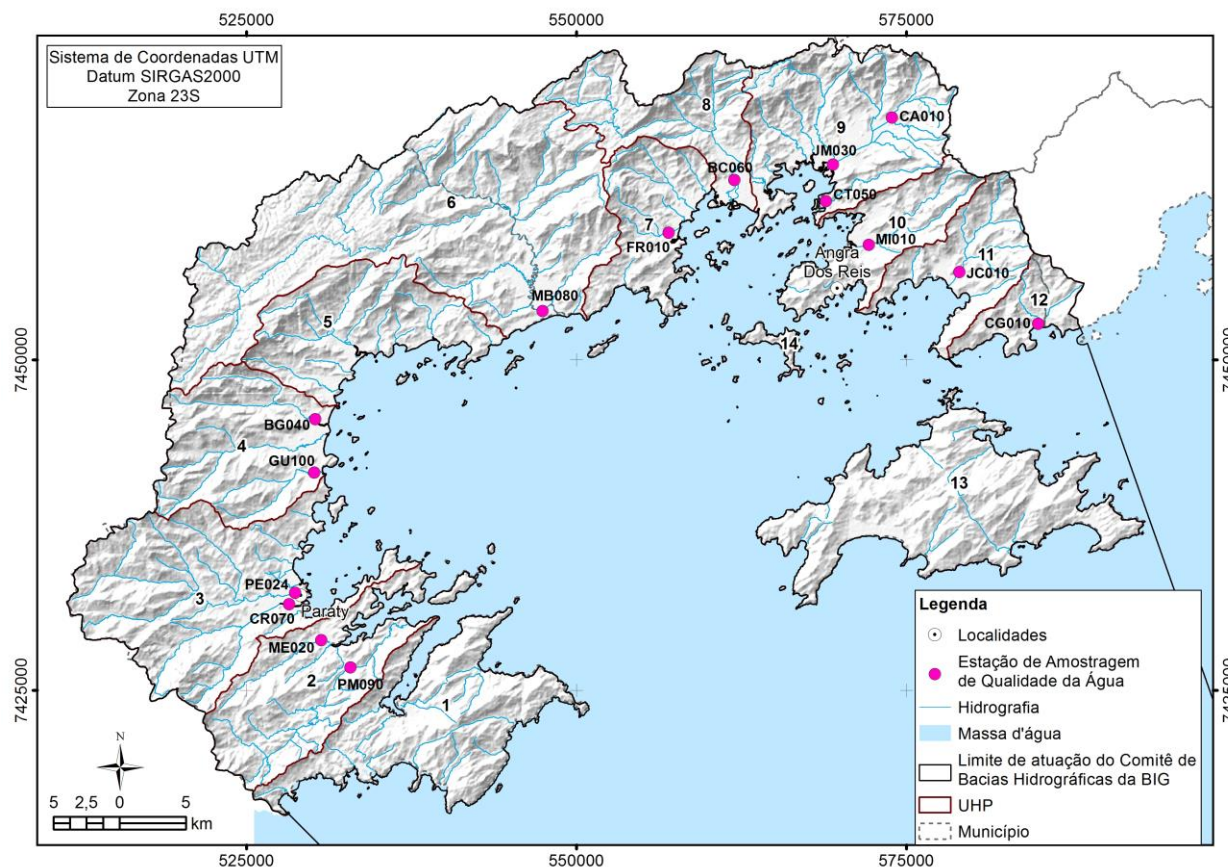 525000
550000
575000
Sistema de Coordenadas UTM
Datum SIRGAS2000
Zona 23S
8
9
CA010
JM030
BC060
CT050
6
7
FR010
10
MI010
Angra
Dos Reis
11
JC010
12
CG010
MB080
5
14
7450000
7450000
BG040
4
GU100
13
3
PE024
CR070
Paraty
ME020
2
PM090
1
7425000
7425000
N
5 2,5 0 5
km
Legenda
Localidades
Estação de Amostragem
de Qualidade da Água
Hidrografia
Massa d'água
Limite de atuação do Comitê de
Bacias Hidrográficas da BIG
UHP
Município
525000
550000
575000